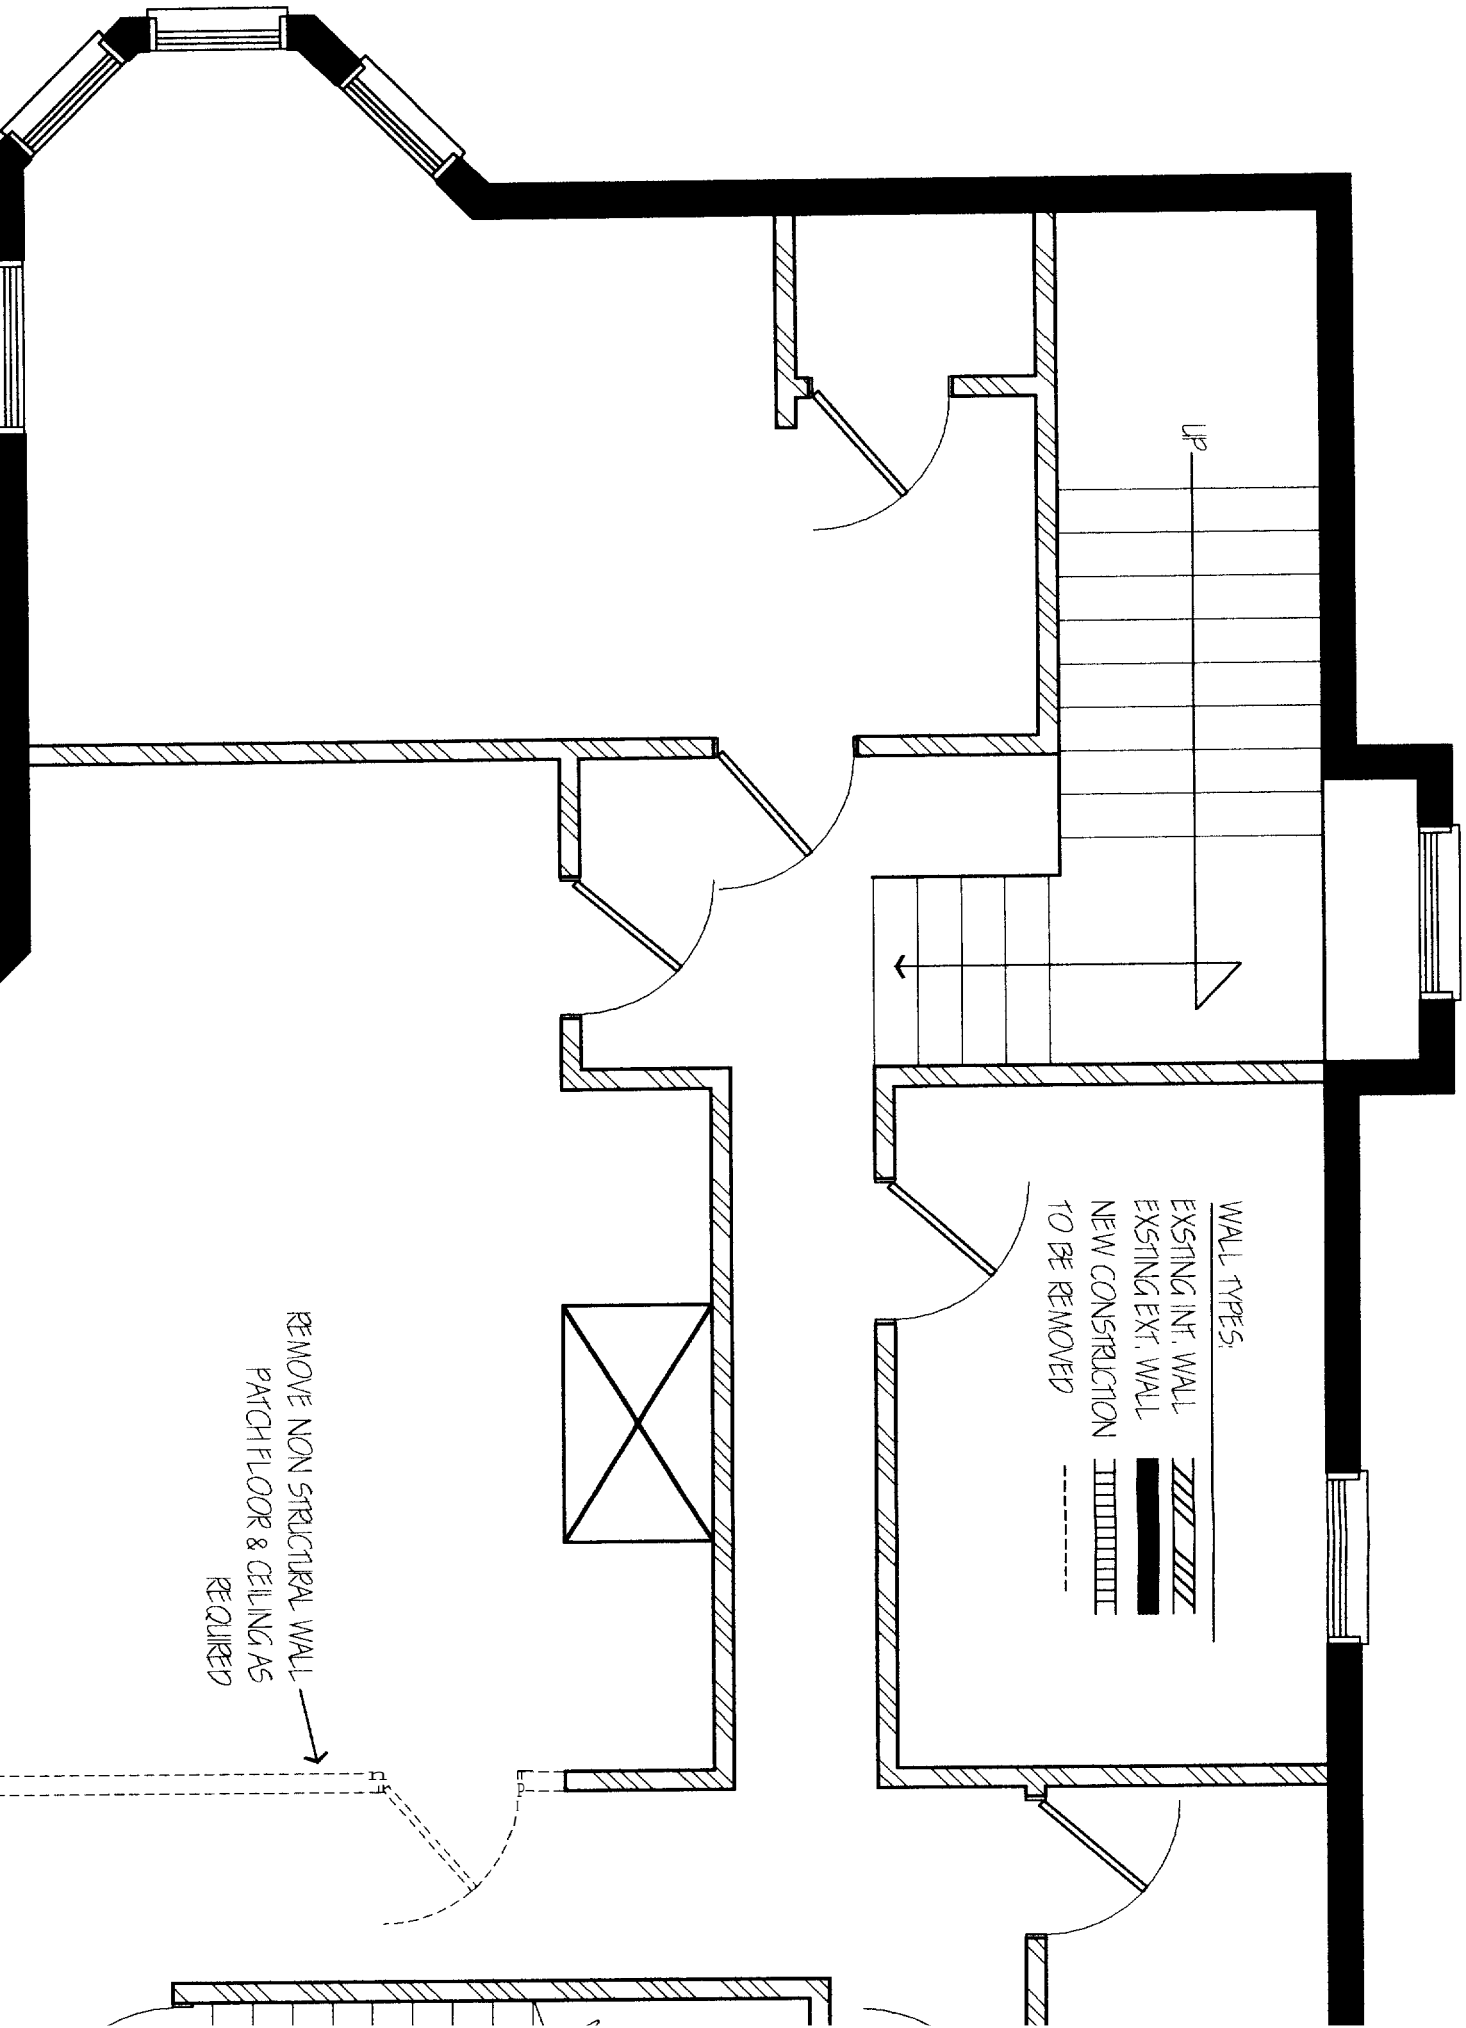 UP
WALL TYPES:
EXSTING INT. WALL
EXSTING EXT. WALL
NEW CONSTRUCTION
TO BE REMOVED
REMOVE NON STRUCTURAL WALL
PATCH FLOOR & CEILING AS
REQUIRED